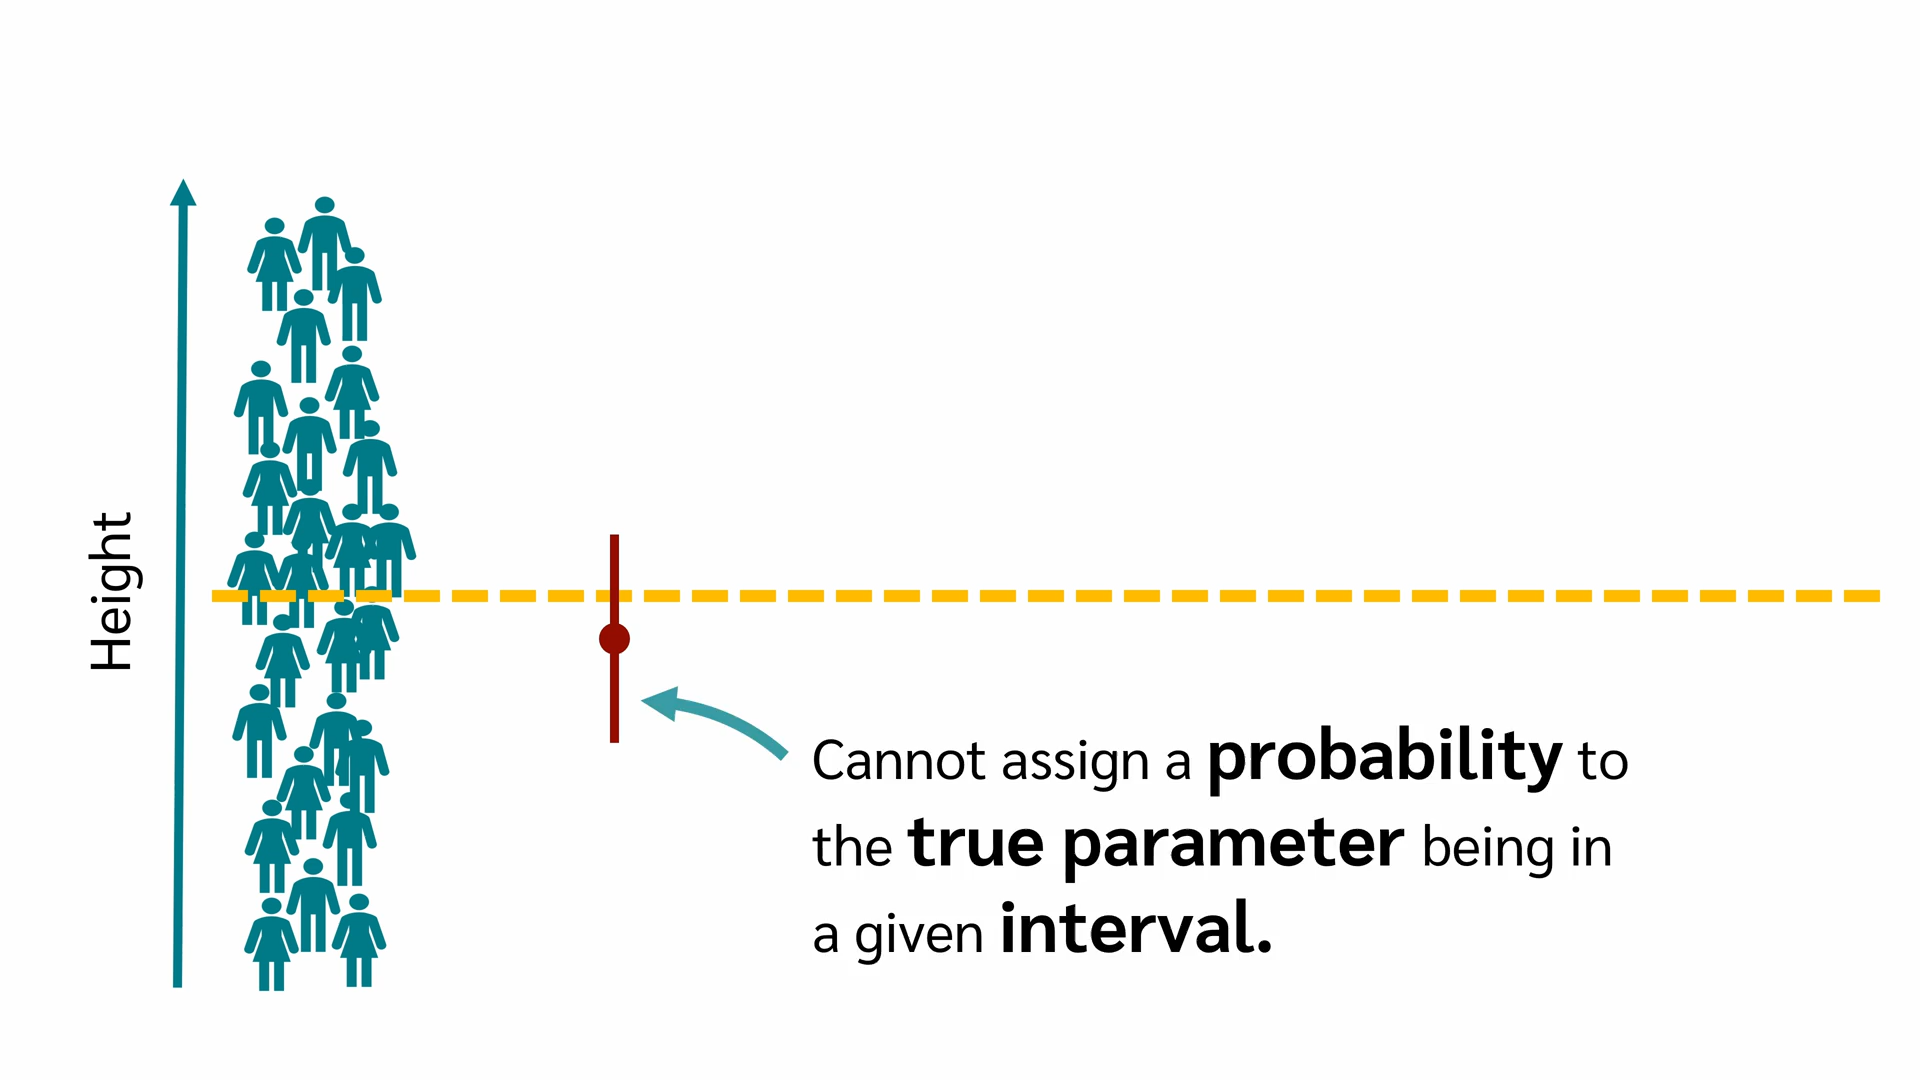 Height
Cannot assign a probability to
the true parameter being in
a given interval.